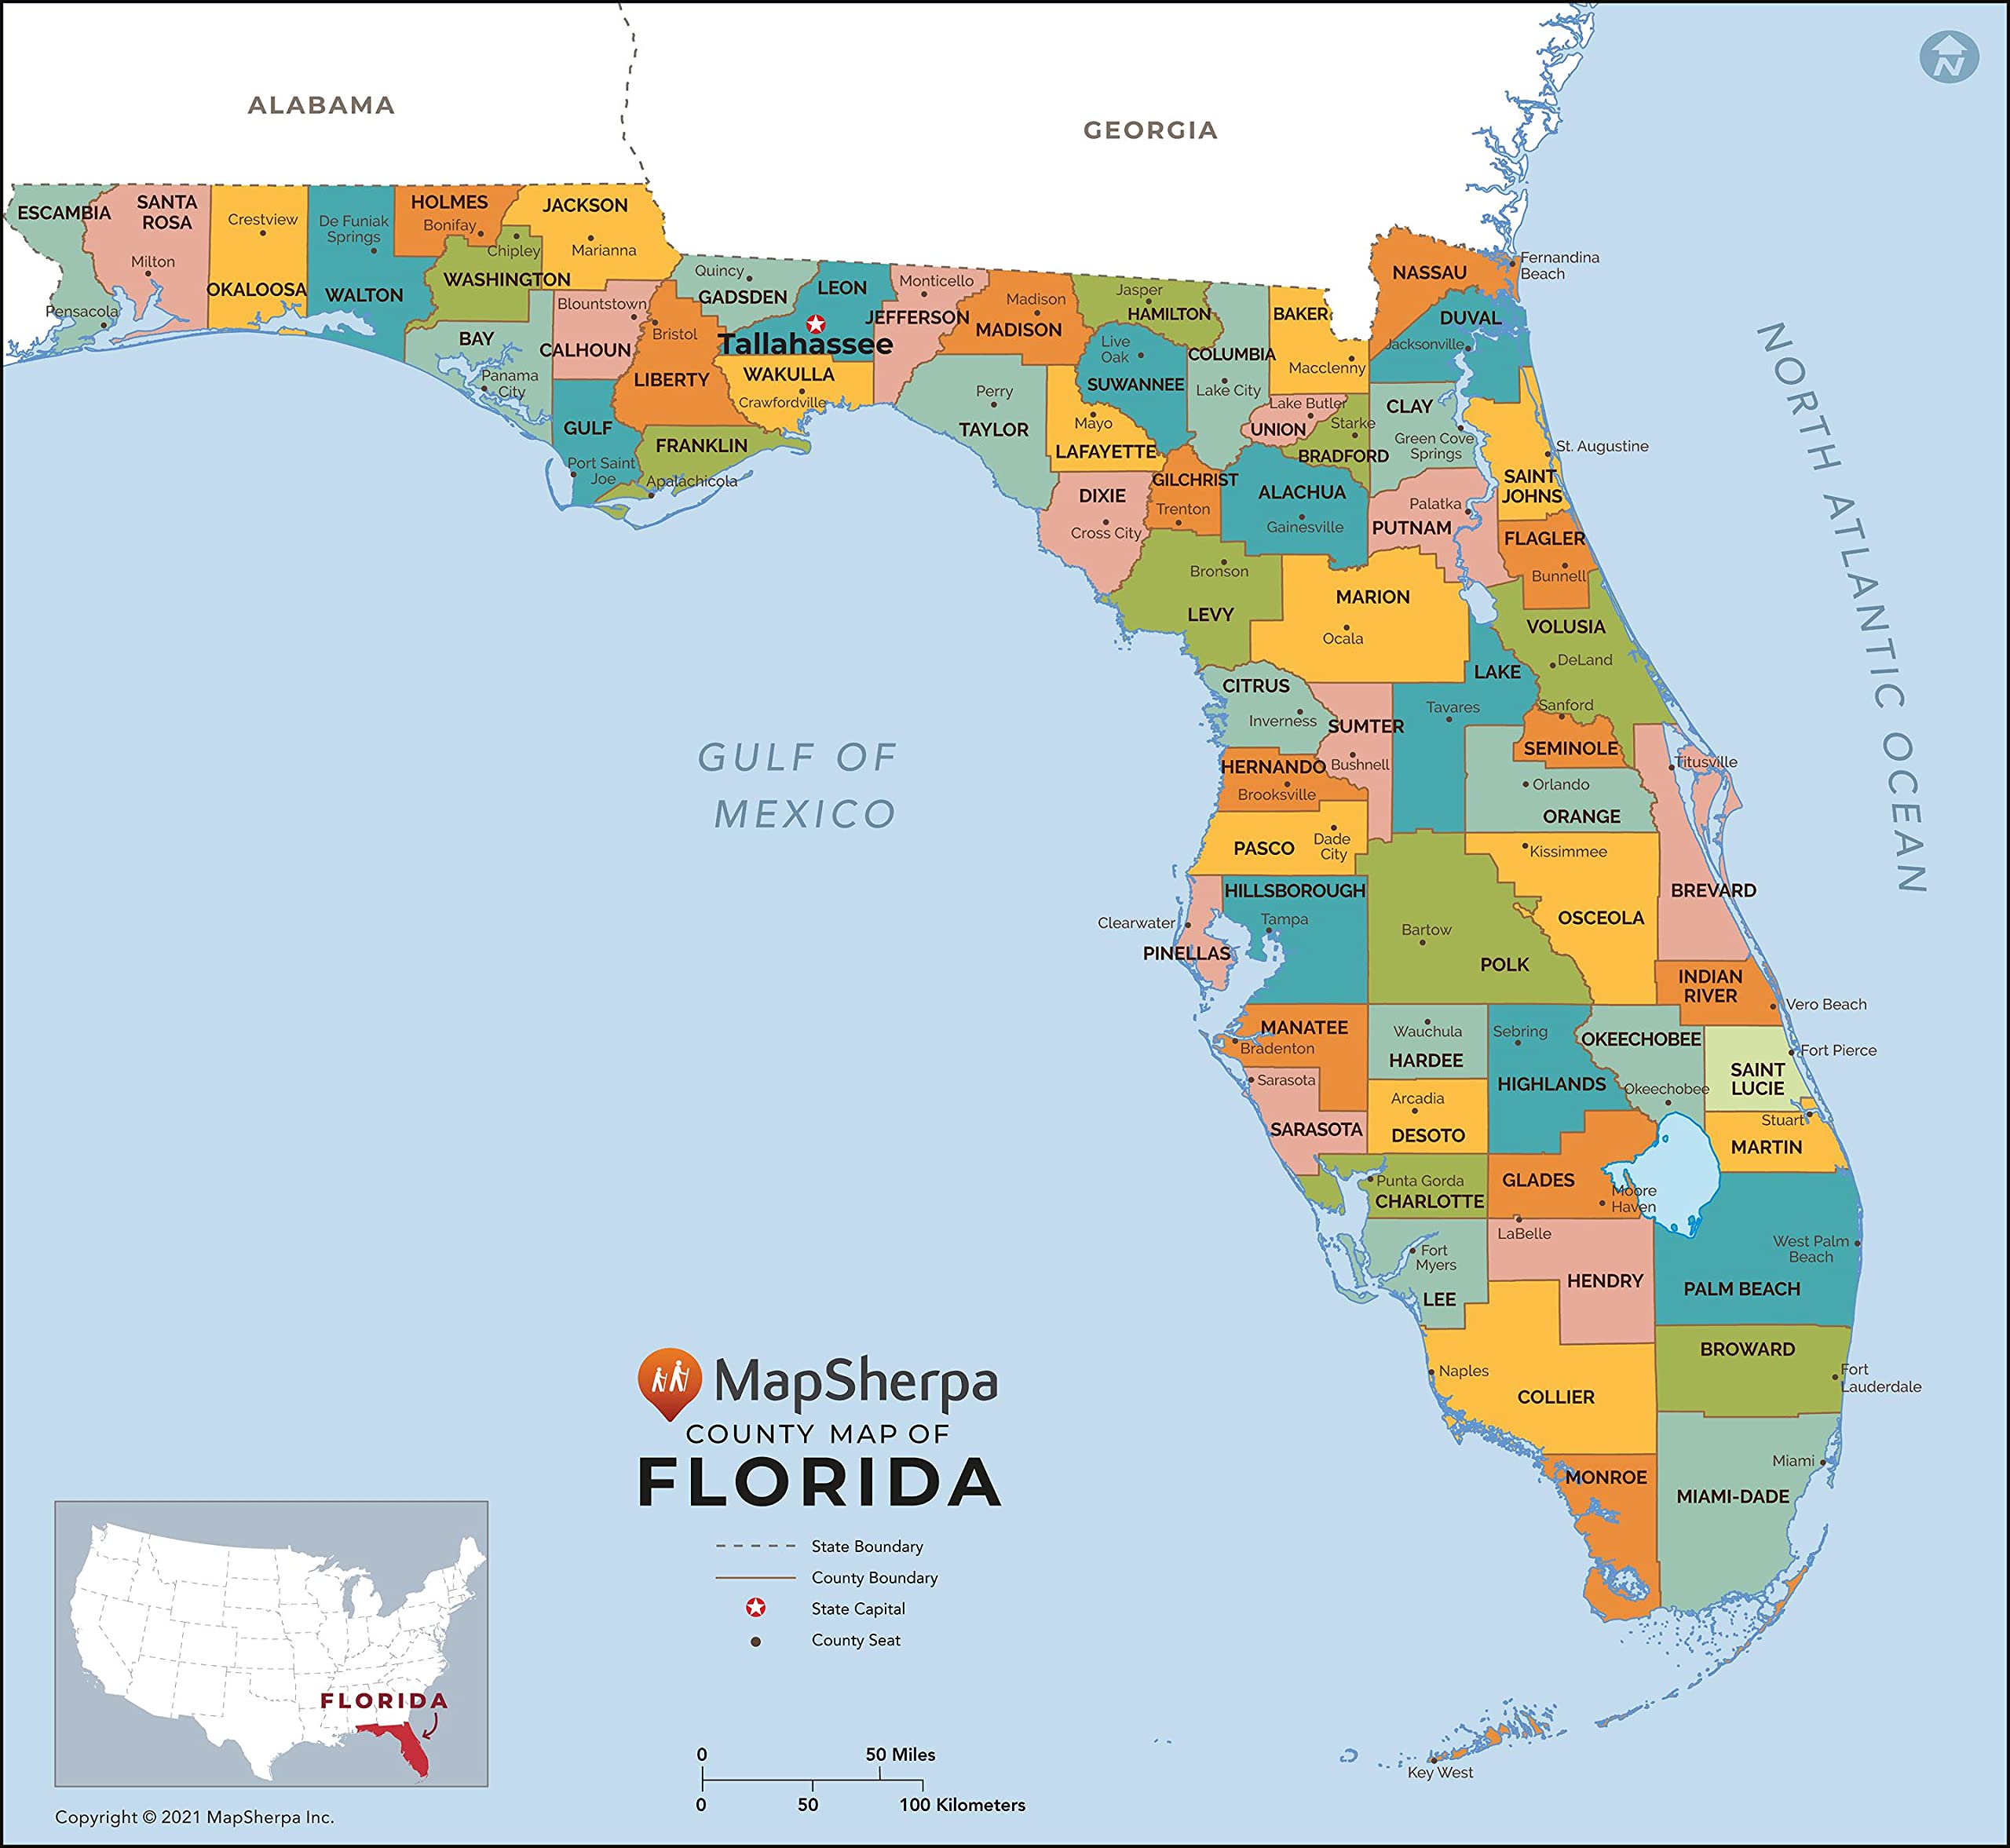 ALABAMA
GEORGIA
N
ESCAMBIA
Pensacola
SANTA
ROSA
Milton
Crestview
OKALOOSA
De Funiak
Springs
WALTON
HOLMES
Bonifay
Chipley
WASHINGTON
JACKSON
Marianna
BAY
Panama
City
Blountstown
CALHOUN
GULF
Port Saint
Joe
Bristol
LIBERTY
FRANKLIN
Apalachicola
Quincy
GADSDEN
LEON
Tallahassee
WAKULLA
Crawfordville
Monticello
JEFFERSON
Madison
MADISON
Perry
TAYLOR
Jasper
HAMILTON
Live
Oak
SUWANNEE
Mayo
LAFAYETTE
COLUMBIA
Lake City
BAKER
Macclenny
NASSAU
Fernandina
Beach
DUVAL
Jacksonville
Lake Butler
UNION
Starke
BRADFORD
CLAY
Green Cove
Springs
St. Augustine
SAINT
JOHNS
DIXIE
Cross City
GILCHRIST
Trenton
ALACHUA
Gainesville
Palatka
PUTNAM
FLAGLER
Bunnell
Bronson
LEVY
MARION
Ocala
VOLUSIA
DeLand
NORTH ATLANTIC OCEAN
GULF OF
MEXICO
CITRUS
Inverness
SUMTER
Bushnell
LAKE
Tavares
Sanford
SEMINOLE
Orlando
ORANGE
Titusville
BREVARD
HERNANDO
Brooksville
PASCO
Dade
City
Kissimmee
OSCEOLA
HILLSBOROUGH
Tampa
Clearwater
PINELLAS
Bartow
POLK
INDIAN
RIVER
Vero Beach
MANATEE
Bradenton
Wauchula
HARDEE
Sebring
HIGHLANDS
OKEECHOBEE
Okeechobee
SAINT
LUCIE
Fort Pierce
Sarasota
SARASOTA
Arcadia
DESOTO
Stuart
MARTIN
Punta Gorda
CHARLOTTE
GLADES
Moore
Haven
LaBelle
HENDRY
Fort
Myers
LEE
West Palm
Beach
PALM BEACH
BROWARD
Fort
Lauderdale
Naples
COLLIER
MONROE
Miami
MIAMI-DADE
Key West
MapSherpa
COUNTY MAP OF
FLORIDA
State Boundary
County Boundary
State Capital
County Seat
FLORIDA
0
50 Miles
0
50
100 Kilometers
Copyright © 2021 MapSherpa Inc.